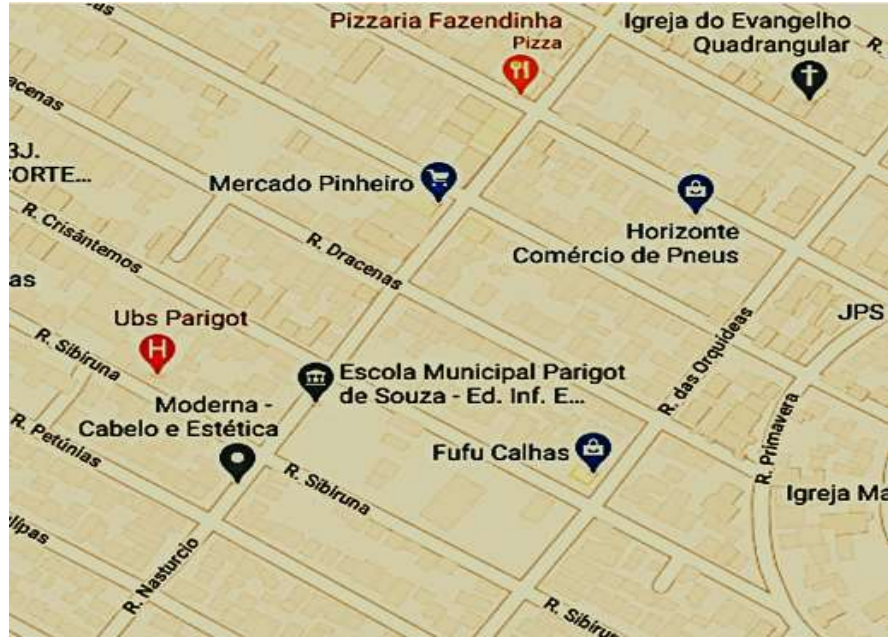 Pizzaria Fazendinha
Pizza
Igreja do Evangelho
Quadrangular
R.
as
acenas
3J.
CORTE...
Mercado Pinheiro
Horizonte
Comércio de Pneus
R. Crisântemos
R. Dracenas
as
Ubs Parigot
R. das Orquídeas
JPS
R. Sibiruna
Escola Municipal Parigot
de Souza - Ed. Inf. E...
Moderna -
Cabelo e Estética
R. Primavera
R. Petúnias
Fufu Calhas
R. Sibiruna
Igreja Ma
lipas
R. Nasturcio
R. Sibiru